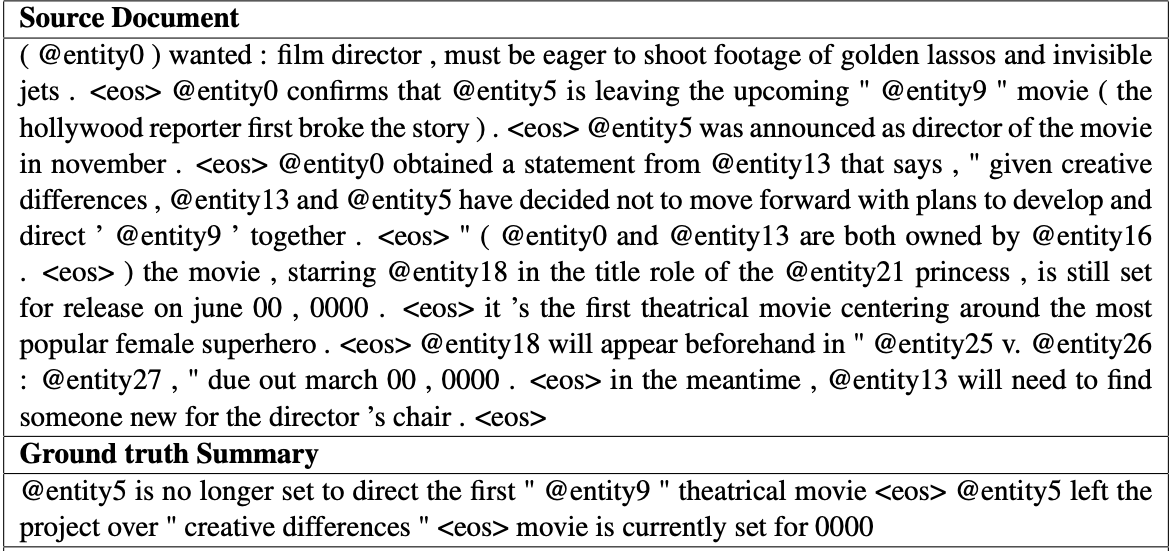 Source Document
( @entity0 ) wanted : film director , must be eager to shoot footage of golden lassos and invisible
jets . <eos> @entity0 confirms that @entity5 is leaving the upcoming " @entity9 " movie ( the
hollywood reporter first broke the story ) . <eos> @entity5 was announced as director of the movie
in november . <eos> @entity0 obtained a statement from @entity13 that says , " given creative
differences , @entity13 and @entity5 have decided not to move forward with plans to develop and
direct ’ @entity9 ’ together . <eos> " ( @entity0 and @entity13 are both owned by @entity16
. <eos> ) the movie , starring @entity18 in the title role of the @entity21 princess , is still set
for release on june 00 , 0000 . <eos> it ’s the first theatrical movie centering around the most
popular female superhero . <eos> @entity18 will appear beforehand in " @entity25 v. @entity26
: @entity27 , " due out march 00 , 0000 . <eos> in the meantime , @entity13 will need to find
someone new for the director ’s chair . <eos>
Ground truth Summary
@entity5 is no longer set to direct the first " @entity9 " theatrical movie <eos> @entity5 left the
project over " creative differences " <eos> movie is currently set for 0000